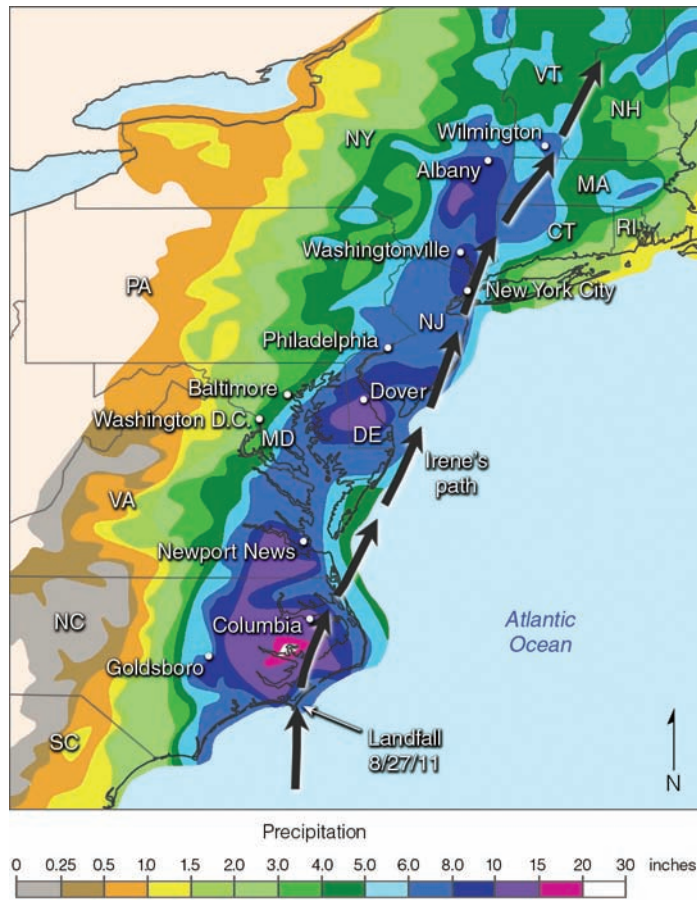 VT
NH
NY
Wilmington
Albany
MA
CT
RI
Washingtonville
PA
New York City
NJ
Philadelphia
Baltimore
Dover
Washington D.C.
MD
DE
Irene's
path
VA
Newport News
NC
Columbia
Atlantic
Ocean
Goldsboro
SC
Landfall
8/27/11
N
Precipitation
0 0.25 0.5 1.0 1.5 2.0 3.0 4.0 5.0 6.0 8.0 10 15 20 30 inches